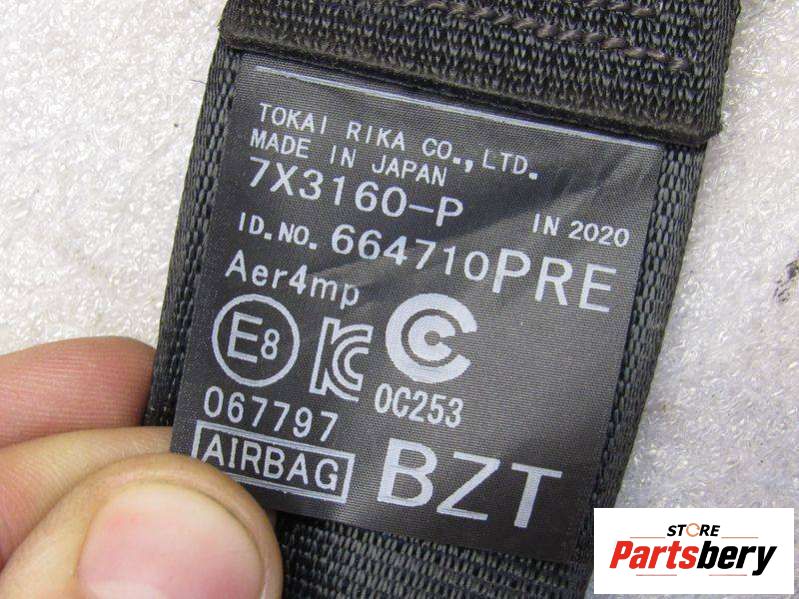 TOKAI RIKA CO., LTD.
MADE IN JAPAN
7X3160-P IN 2020
ID.NO. 664710PRE
Aer4mp
E8 KC C
067797 0C253
AIRBAG BZT
STORE
Partsbery